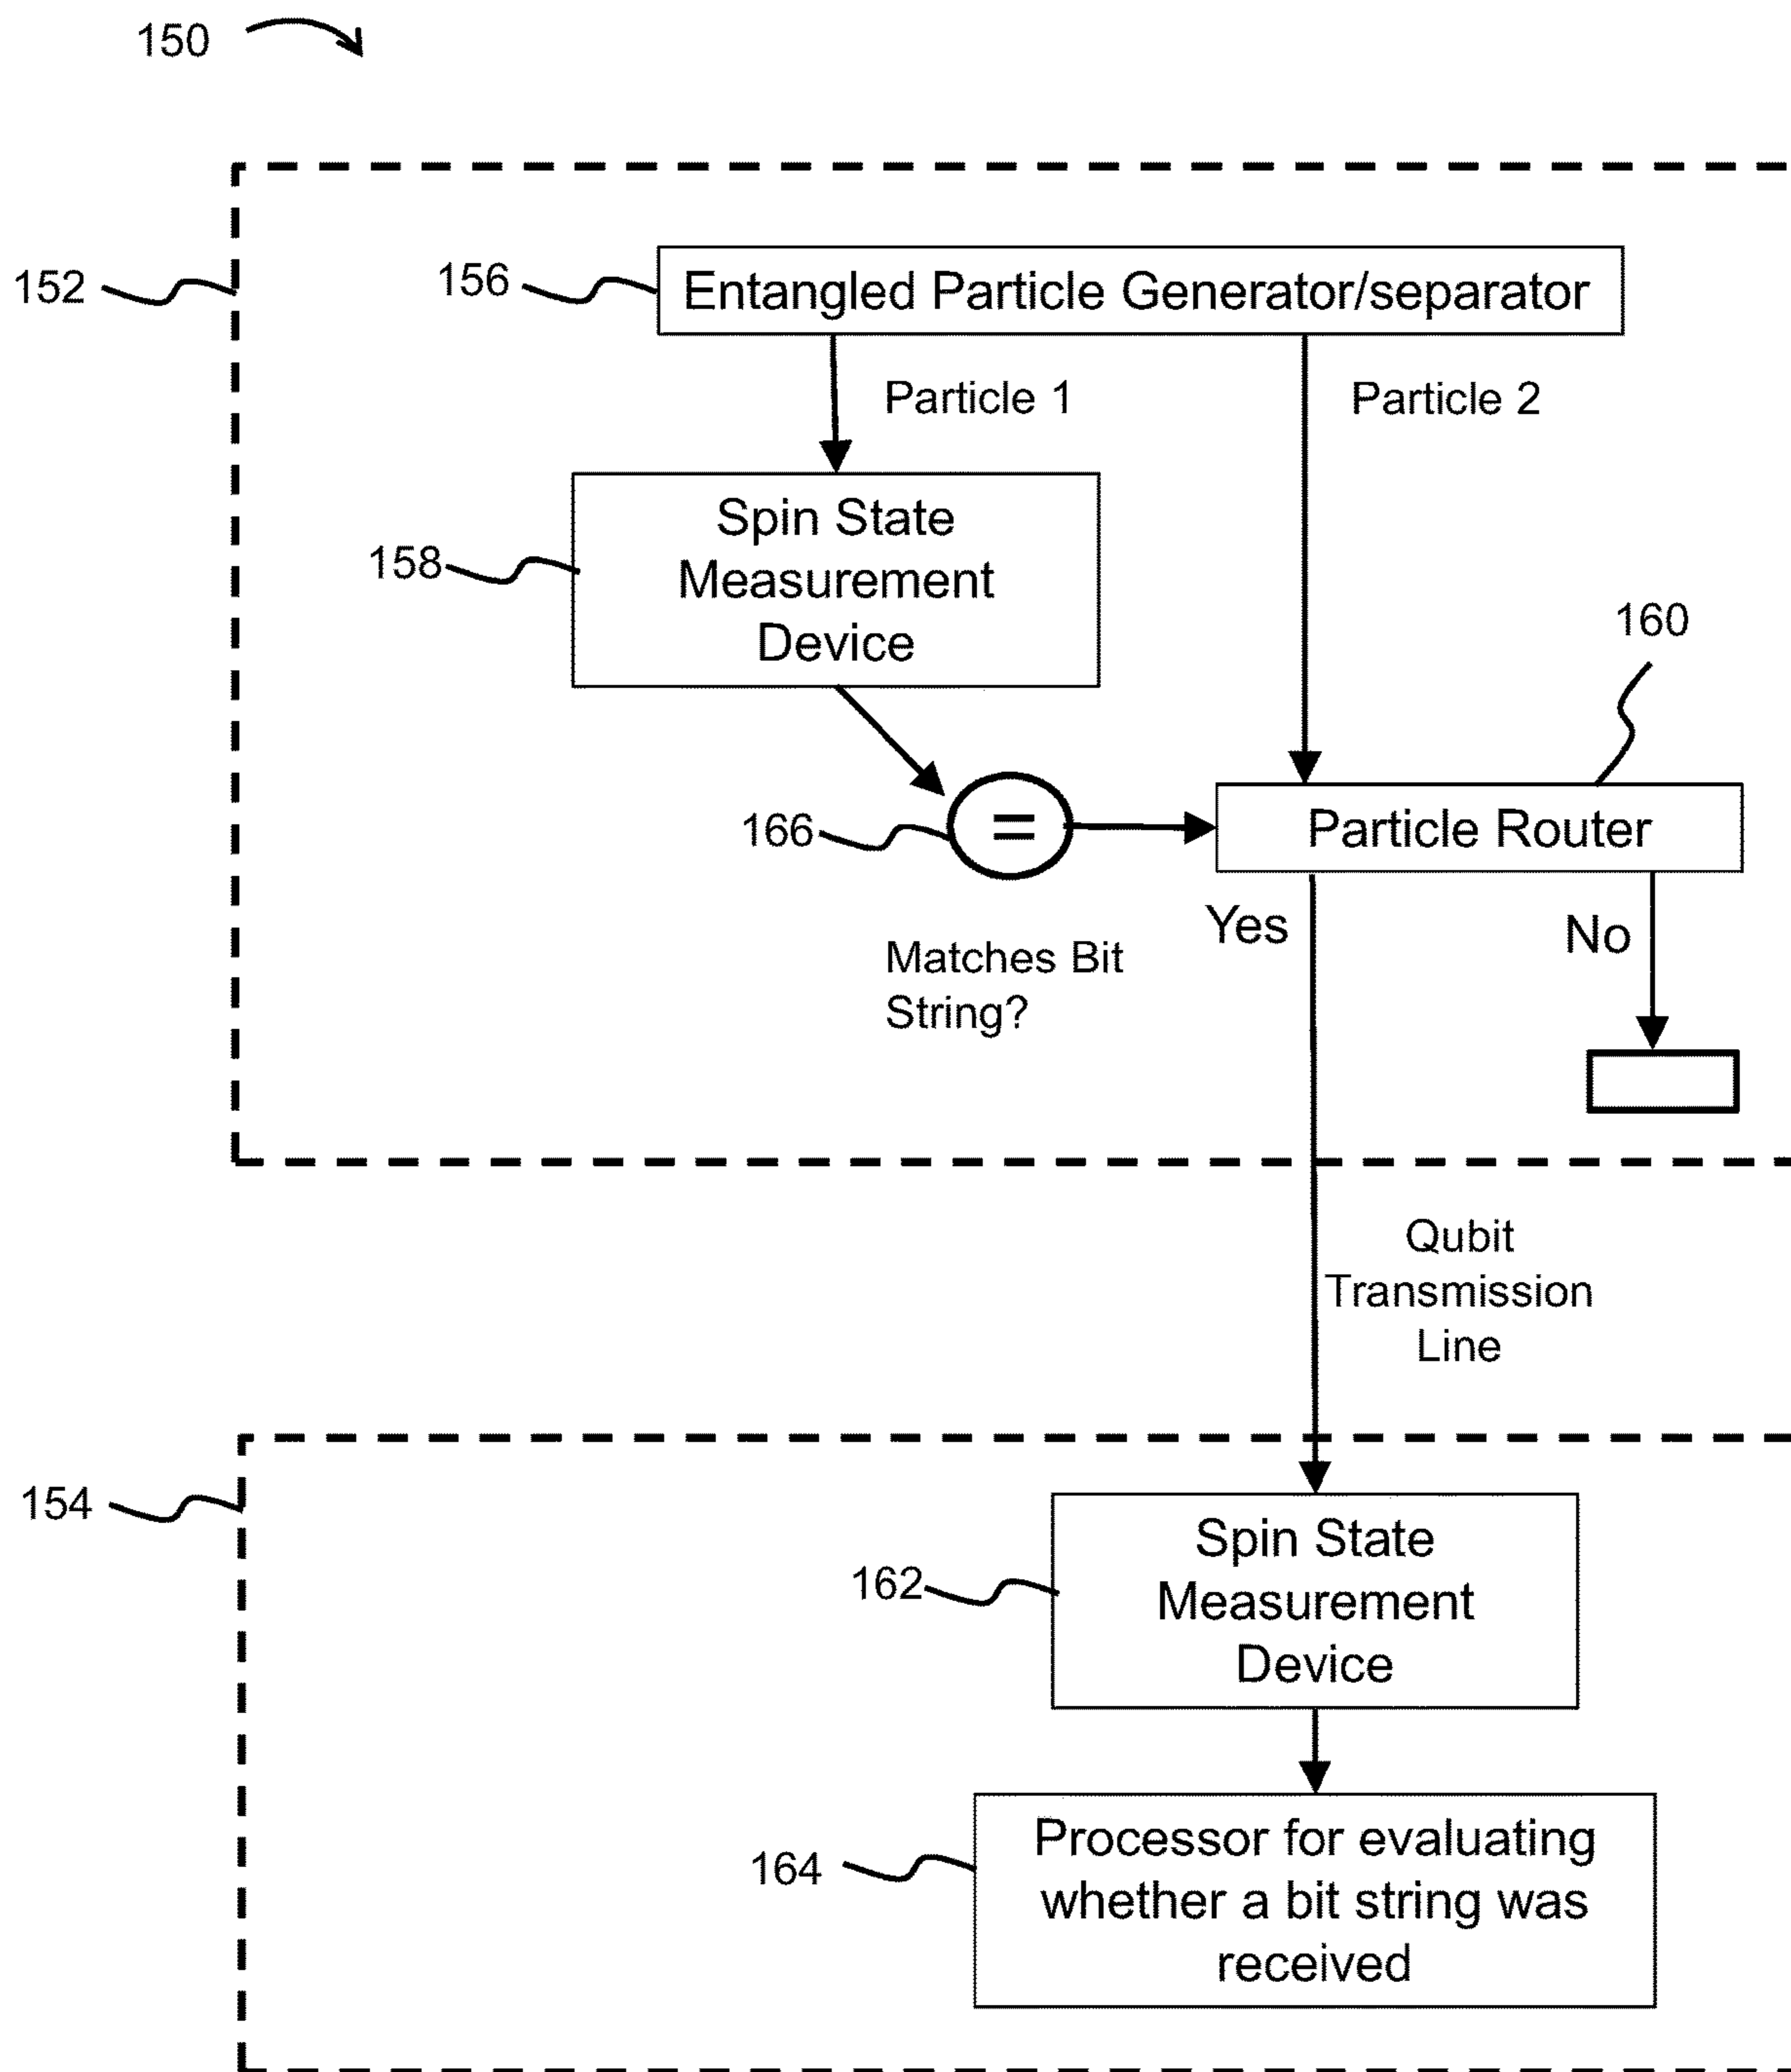 150
152
156
Entangled Particle Generator/separator
Particle 1
Particle 2
158
Spin State
Measurement
Device
160
166
=
Particle Router
Matches Bit
String?
Yes
No
Qubit
Transmission
Line
154
162
Spin State
Measurement
Device
164
Processor for evaluating
whether a bit string was
received